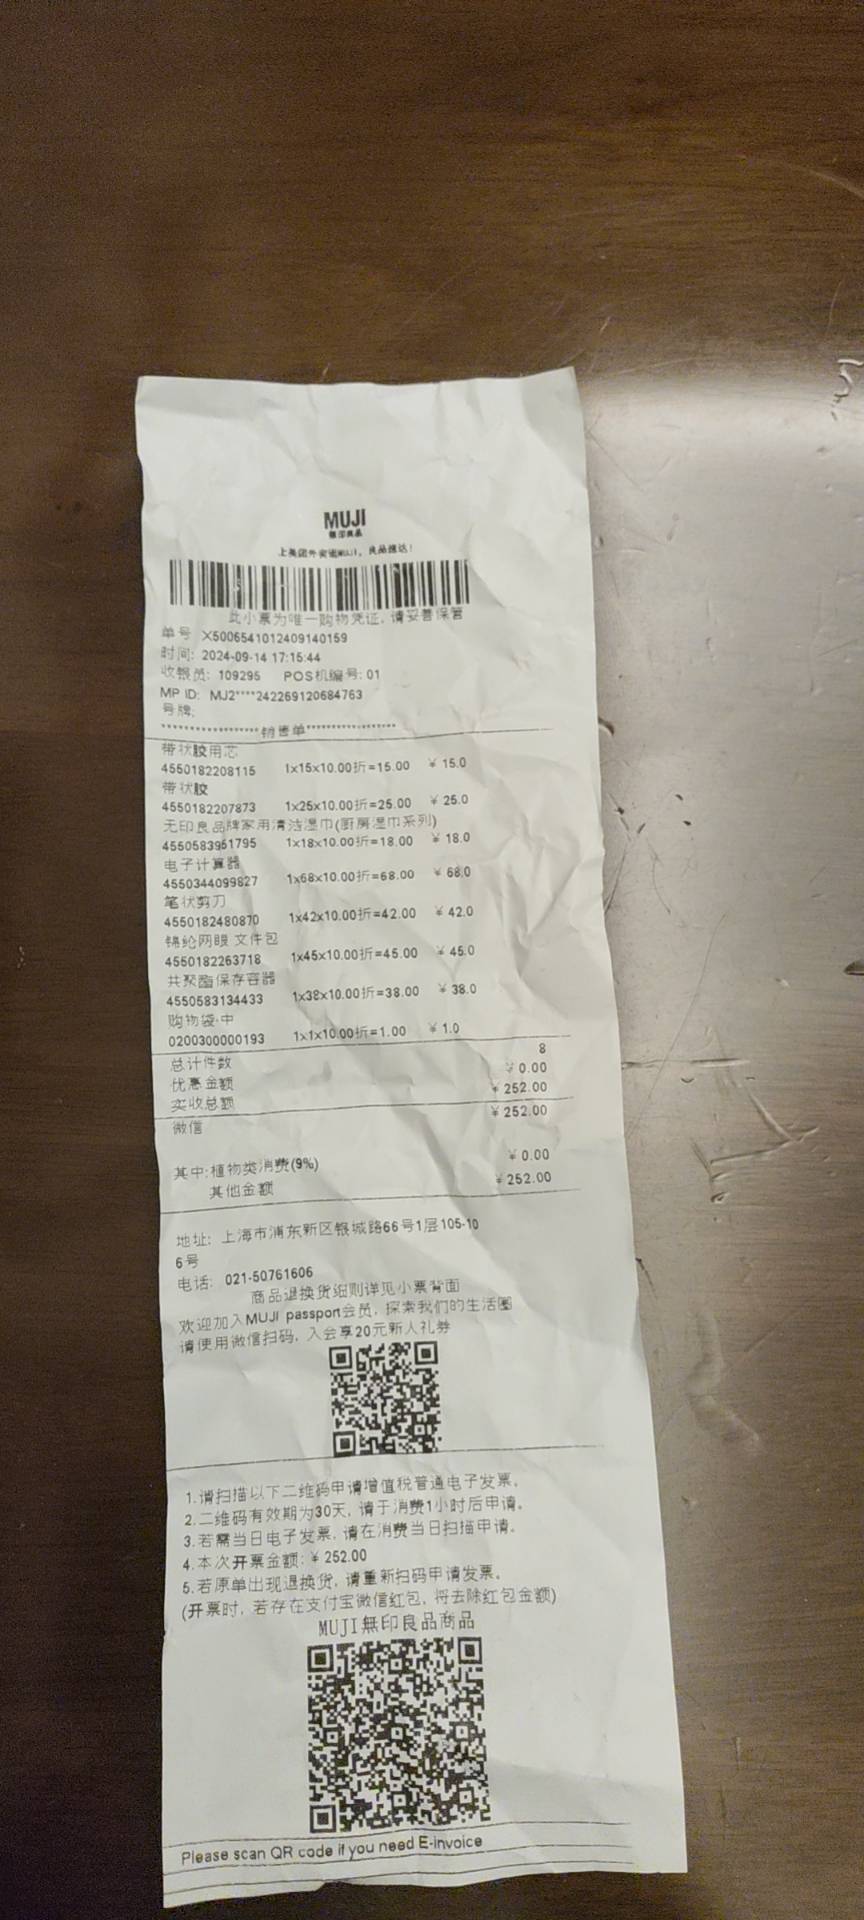 MUJI
無印良品
上美团外卖搜MUJI, 良品速达!
此小票为唯一购物凭证, 请妥善保管
单号 X5006541012409140159
时间: 2024-09-14 17:15:44
收银员: 109295 POS机编号: 01
MP ID: MJ2****242269120684763
号牌:
********************销售单******************
带状胶用芯
4550182208115 1x15x10.00折=15.00 ¥ 15.0
带状胶
4550182207873 1x25x10.00折=25.00 ¥ 25.0
无印良品牌家用清洁湿巾(厨房湿巾系列)
4550583951795 1x18x10.00折=18.00 ¥ 18.0
电子计算器
4550344099827 1x68x10.00折=68.00 ¥ 68.0
笔状剪刀
4550182480870 1x42x10.00折=42.00 ¥ 42.0
锦纶网眼 文件包
4550182263718 1x45x10.00折=45.00 ¥ 45.0
共聚酯保存容器
4550583134433 1x38x10.00折=38.00 ¥ 38.0
购物袋·中
0200300000193 1x1x10.00折=1.00 ¥ 1.0
总计件数 8
优惠金额 ¥ 0.00
实收总额 ¥ 252.00
微信 ¥ 252.00
其中:植物类消费(9%) ¥ 0.00
其他金额 ¥ 252.00
地址: 上海市浦东新区银城路66号1层105-10
6号
电话: 021-50761606
商品退换货细则详见小票背面
欢迎加入MUJI passport会员, 探索我们的生活圈
请使用微信扫码, 入会享20元新人礼券
1.请扫描以下二维码申请增值税普通电子发票。
2.二维码有效期为30天, 请于消费1小时后申请。
3.若需当日电子发票, 请在消费当日扫描申请。
4.本次开票金额: ¥ 252.00
5.若原单出现退换货, 请重新扫码申请发票。
(开票时, 若存在支付宝微信红包, 将去除红包金额)
MUJI無印良品商品
Please scan QR code if you need E-invoice